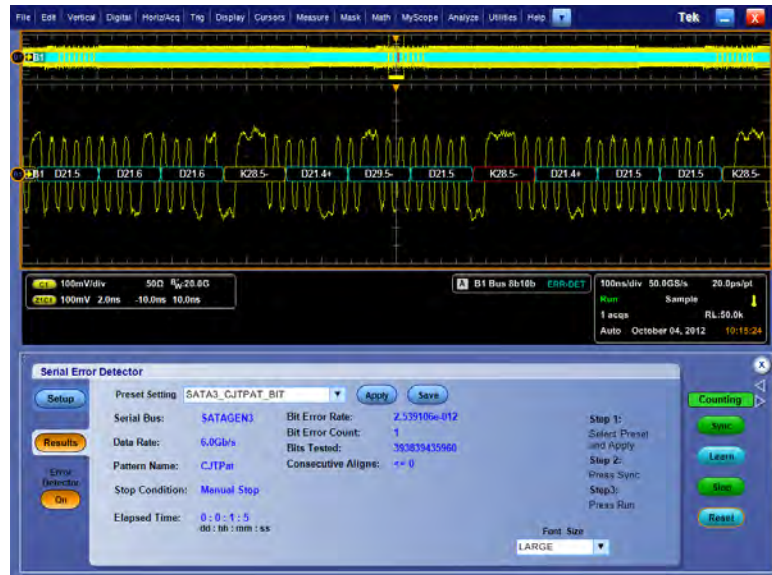 File Edit Vertical Digital Horiz/Acq Trig Display Cursors Measure Mask Math MyScope Analyze Utilities Help Tek X
B1
B1 D21.5 D21.6 D21.6 K28.5- D21.4+ D29.5- D21.5 K28.5- D21.4+ D21.5 D21.5 K28.5-
C1 100mV/div 50Ω BW:20.0G
Z1C1 100mV 2.0ns -10.0ns 10.0ns
A B1 Bus 8b10b ERR-DET
100ns/div 50.0GS/s 20.0ps/pt
Run Sample
1 acqs RL:50.0k
Auto October 04, 2012 10:15:24
Serial Error Detector X
Setup Preset Setting SATA3_CJTPAT_BIT Apply Save Counting
Serial Bus: SATAGEN3 Bit Error Rate: 2.539106e-012 Step 1: Sync
Bit Error Count: 1 Select Preset
Results Data Rate: 6.0Gb/s Bits Tested: 393839435960 and Apply
Pattern Name: CJTPat Consecutive Aligns: <= 0 Step 2: Learn
Error Press Sync
Detector Stop Condition: Manual Stop Step3: Stop
On Press Run
Elapsed Time: 0 : 0 : 1 : 5 Reset
dd : hh : mm : ss Font Size
LARGE